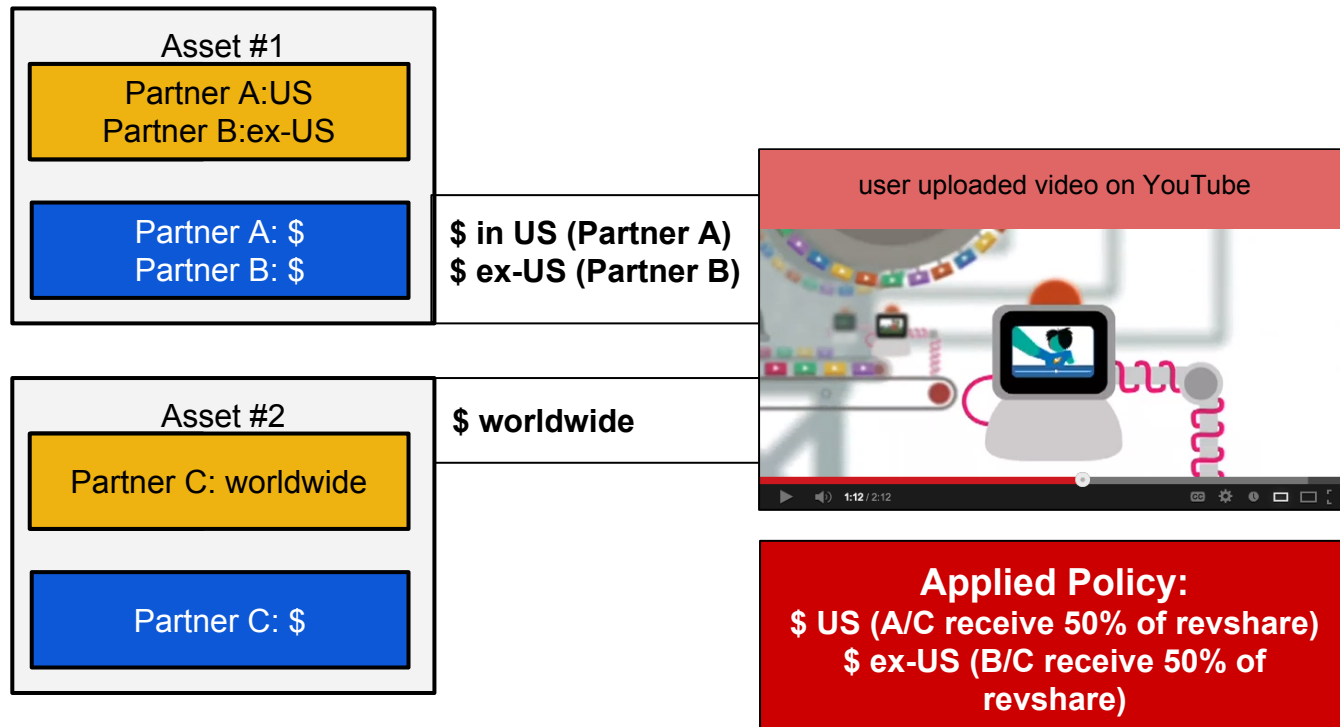 Asset #1
Partner A:US
Partner B:ex-US
Partner A: $
Partner B: $
$ in US (Partner A)
$ ex-US (Partner B)
Asset #2
Partner C: worldwide
Partner C: $
$ worldwide
user uploaded video on YouTube
1:12 / 2:12
CC
Applied Policy:
$ US (A/C receive 50% of revshare)
$ ex-US (B/C receive 50% of
revshare)